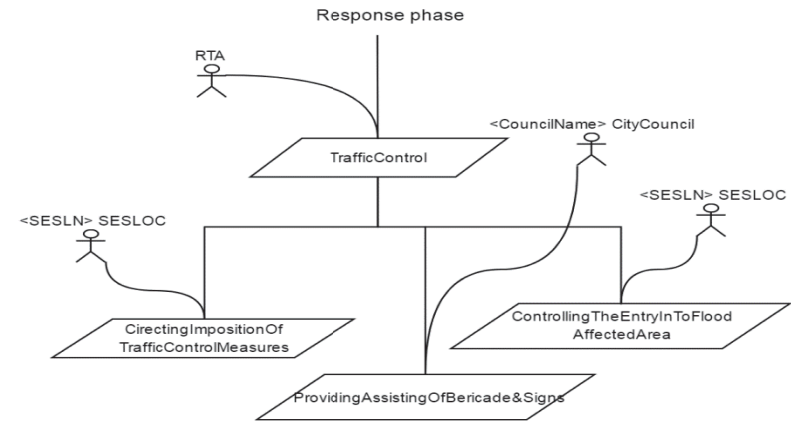 Response phase
RTA
<CouncilName> CityCouncil
TrafficControl
<SESLN> SESLOC
<SESLN> SESLOC
CirectingImpositionOf
TrafficControlMeasures
ControllingTheEntryInToFlood
AffectedArea
ProvidingAssistingOfBericade&Signs